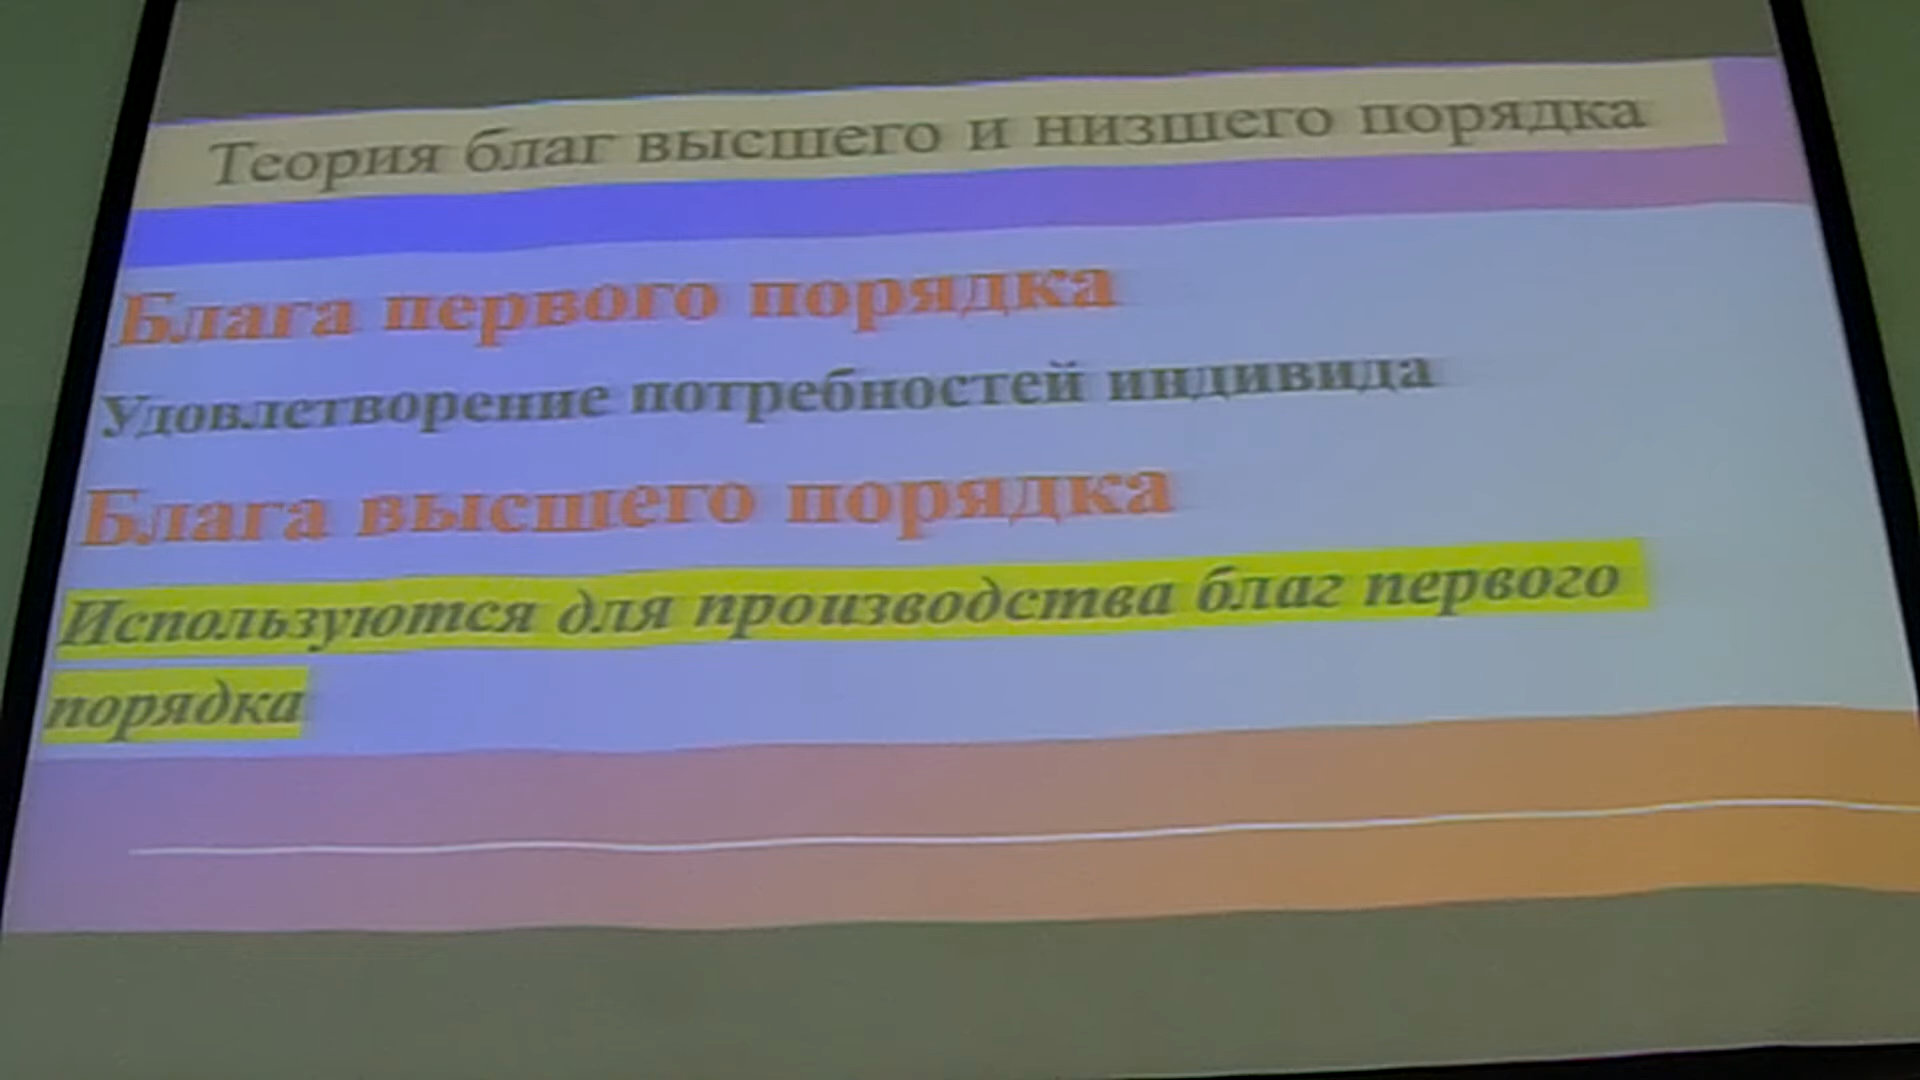 Теория благ высшего и низшего порядка
Блага первого порядка
Удовлетворение потребностей индивида
Блага высшего порядка
Используются для производства благ первого
порядка